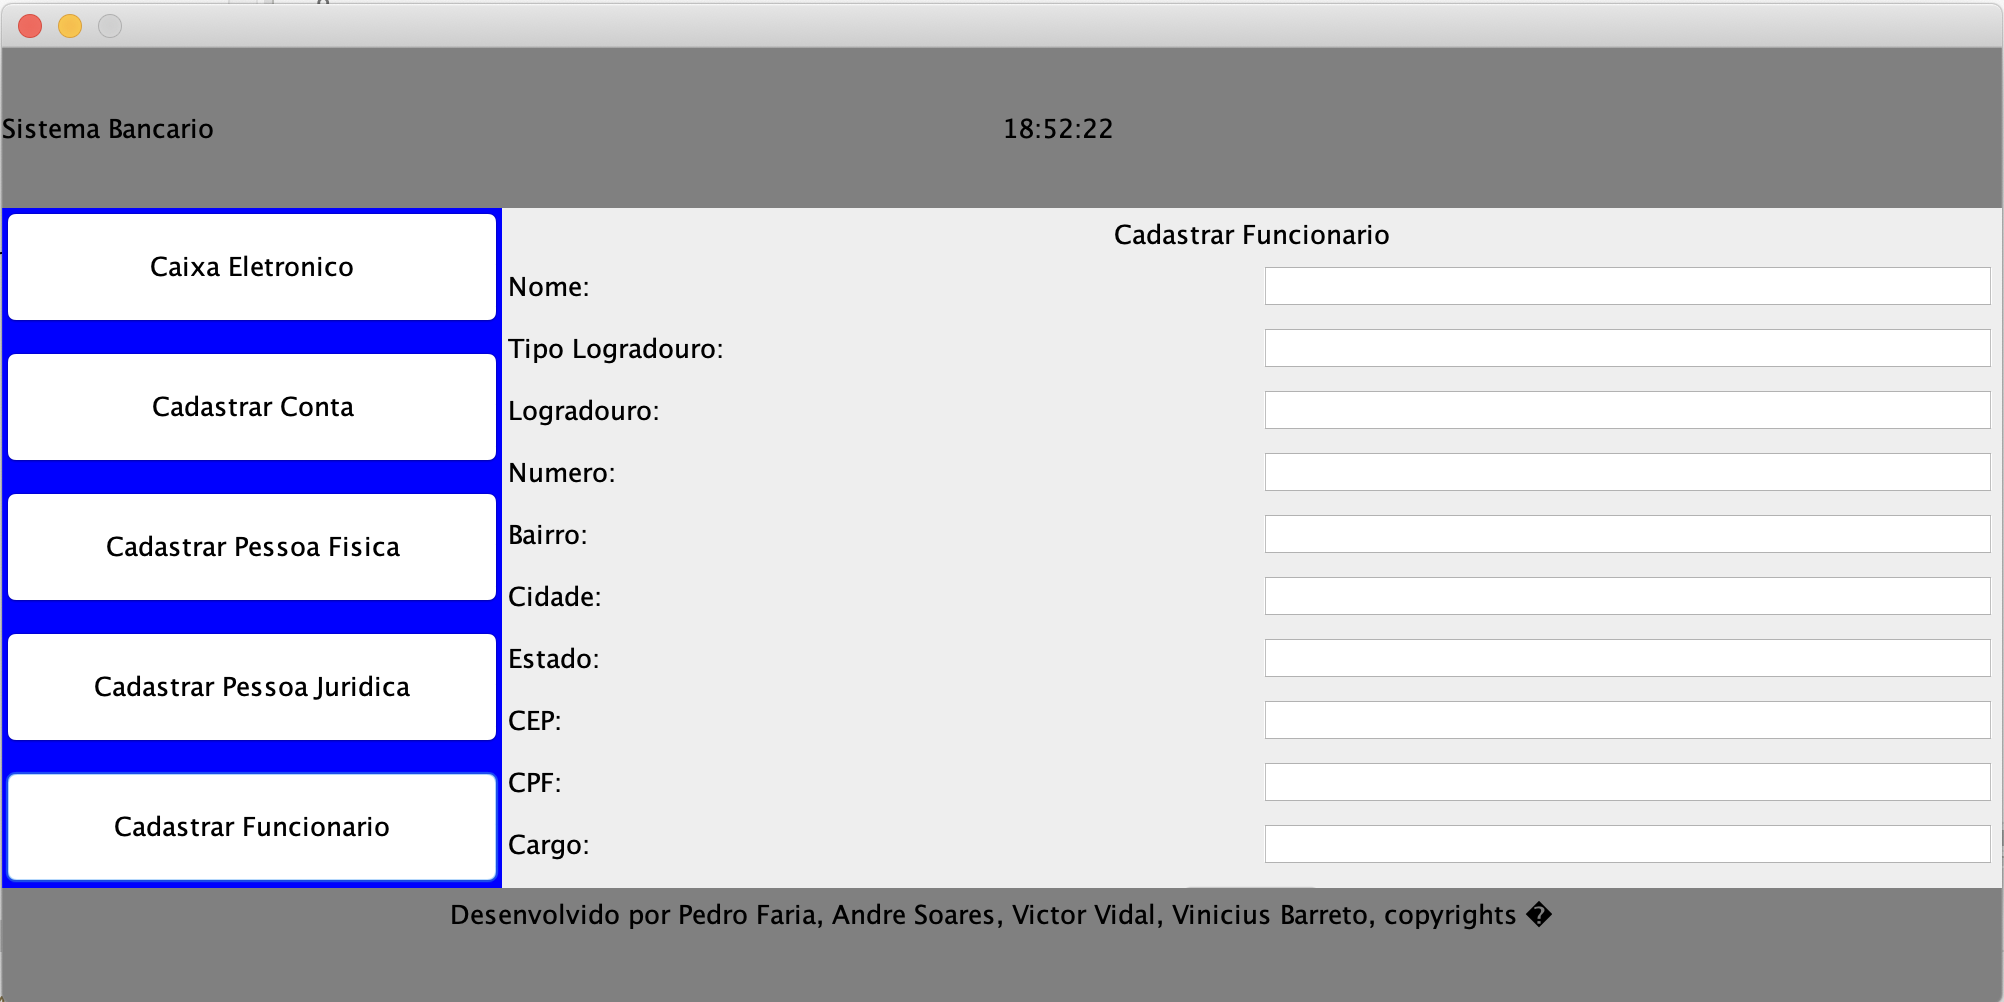 Sistema Bancario
18:52:22
Caixa Eletronico
Cadastrar Conta
Cadastrar Pessoa Fisica
Cadastrar Pessoa Juridica
Cadastrar Funcionario
Cadastrar Funcionario
Nome:
Tipo Logradouro:
Logradouro:
Numero:
Bairro:
Cidade:
Estado:
CEP:
CPF:
Cargo:
Desenvolvido por Pedro Faria, Andre Soares, Victor Vidal, Vinicius Barreto, copyrights �